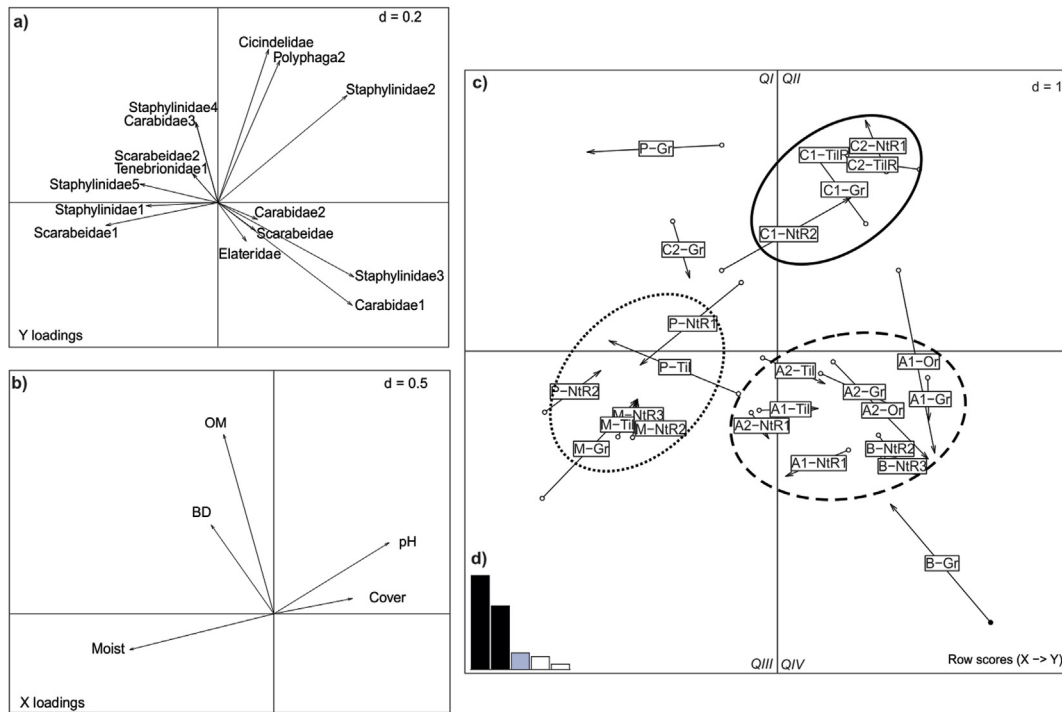 a)
d = 0.2
Cicindelidae
Polyphaga2
Staphylinidae2
Staphylinidae4
Carabidae3
Scarabeidae2
Tenebrionidae1
Staphylinidae5
Staphylinidae1
Scarabeidae1
Carabidae2
Scarabeidae
Elateridae
Staphylinidae3
Carabidae1
Y loadings
b)
d = 0.5
OM
BD
pH
Cover
Moist
X loadings
c)
QI QII
d = 1
P−Gr
C2−NtR1
C1−TilR
C2−TilR
C1−Gr
C1−NtR2
C2−Gr
P−NtR1
P−Til
P−NtR2
M−NtR3
M−Til
M−NtR2
M−Gr
A1−Or
A2−Til
A2−Gr
A1−Gr
A1−Til
A2−Or
A2−NtR1
B−NtR2
A1−NtR1
B−NtR3
B−Gr
d)
QIII QIV
Row scores (X −> Y)